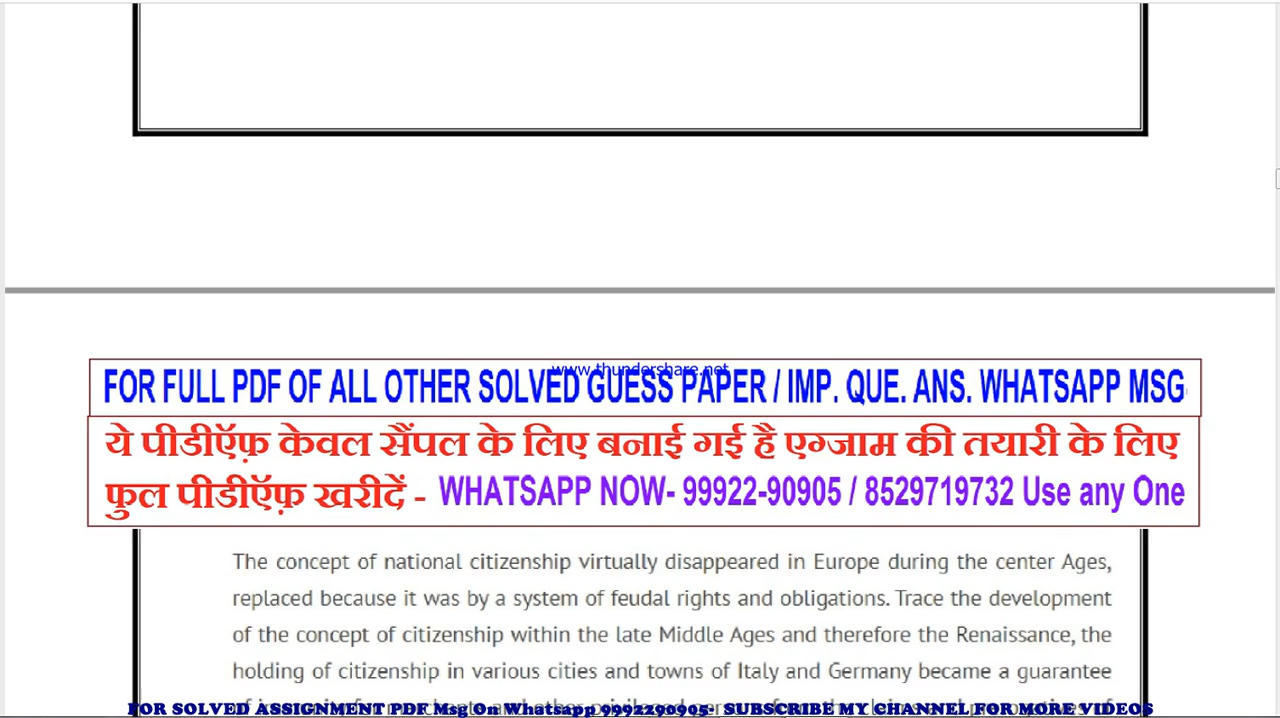 www.thundershare.net
FOR FULL PDF OF ALL OTHER SOLVED GUESS PAPER / IMP. QUE. ANS. WHATSAPP MSG
ये पीडीऍफ़ केवल सैंपल के लिए बनाई गई है एग्जाम की तयारी के लिए
फुल पीडीऍफ़ खरीदें - WHATSAPP NOW- 99922-90905 / 8529719732 Use any One
The concept of national citizenship virtually disappeared in Europe during the center Ages,
replaced because it was by a system of feudal rights and obligations. Trace the development
of the concept of citizenship within the late Middle Ages and therefore the Renaissance, the
holding of citizenship in various cities and towns of Italy and Germany became a guarantee
FOR SOLVED ASSIGNMENT PDF Msg On Whatsapp 9992290905- SUBSCRIBE MY CHANNEL FOR MORE VIDEOS